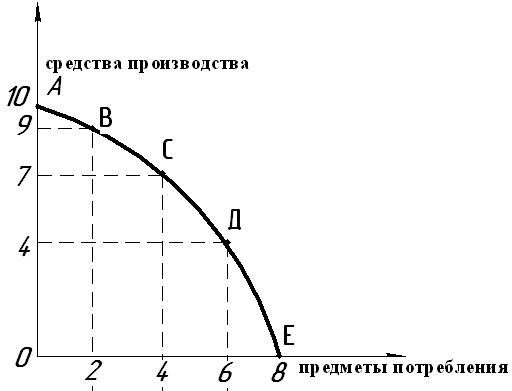 средства производства
10 А
9 В
7 С
4 Д
0 Е
2 4 6 8 предметы потребления